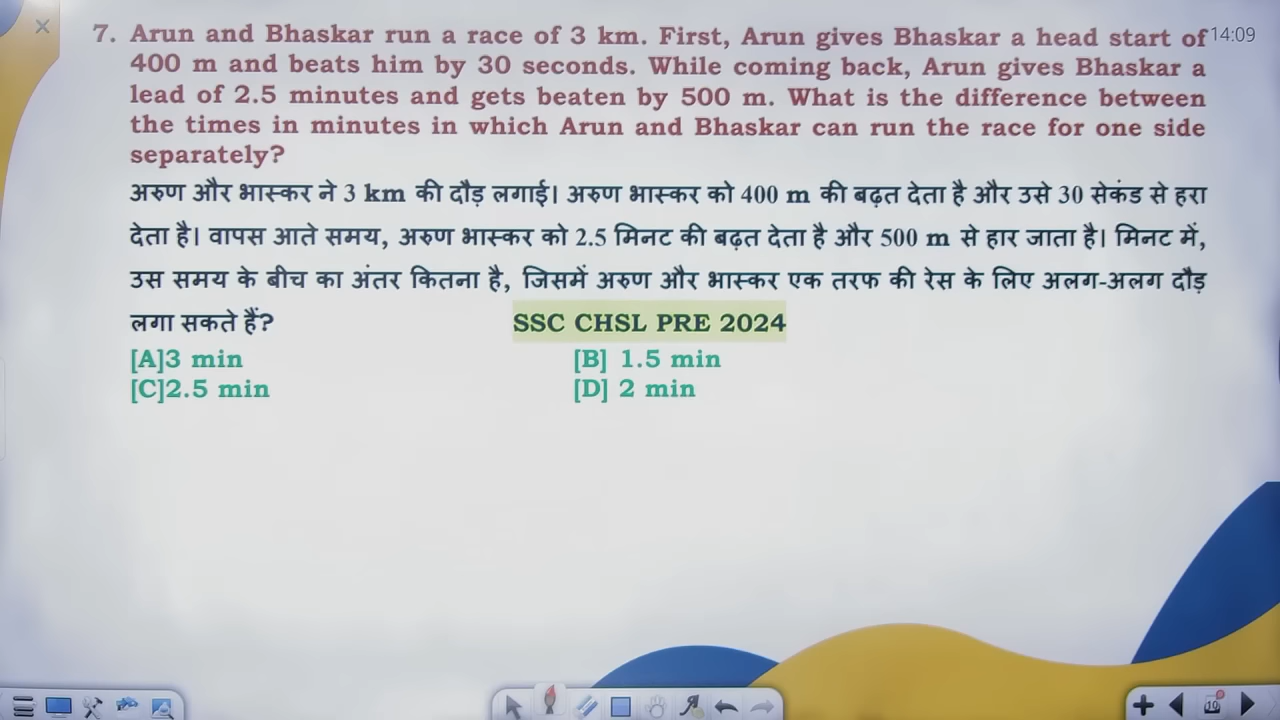 14:09
7. Arun and Bhaskar run a race of 3 km. First, Arun gives Bhaskar a head start of
400 m and beats him by 30 seconds. While coming back, Arun gives Bhaskar a
lead of 2.5 minutes and gets beaten by 500 m. What is the difference between
the times in minutes in which Arun and Bhaskar can run the race for one side
separately?
अरुण और भास्कर ने 3 km की दौड़ लगाई। अरुण भास्कर को 400 m की बढ़त देता है और उसे 30 सेकंड से हरा
देता है। वापस आते समय, अरुण भास्कर को 2.5 मिनट की बढ़त देता है और 500 m से हार जाता है। मिनट में,
उस समय के बीच का अंतर कितना है, जिसमें अरुण और भास्कर एक तरफ की रेस के लिए अलग-अलग दौड़
लगा सकते हैं? SSC CHSL PRE 2024
[A]3 min [B] 1.5 min
[C]2.5 min [D] 2 min
19